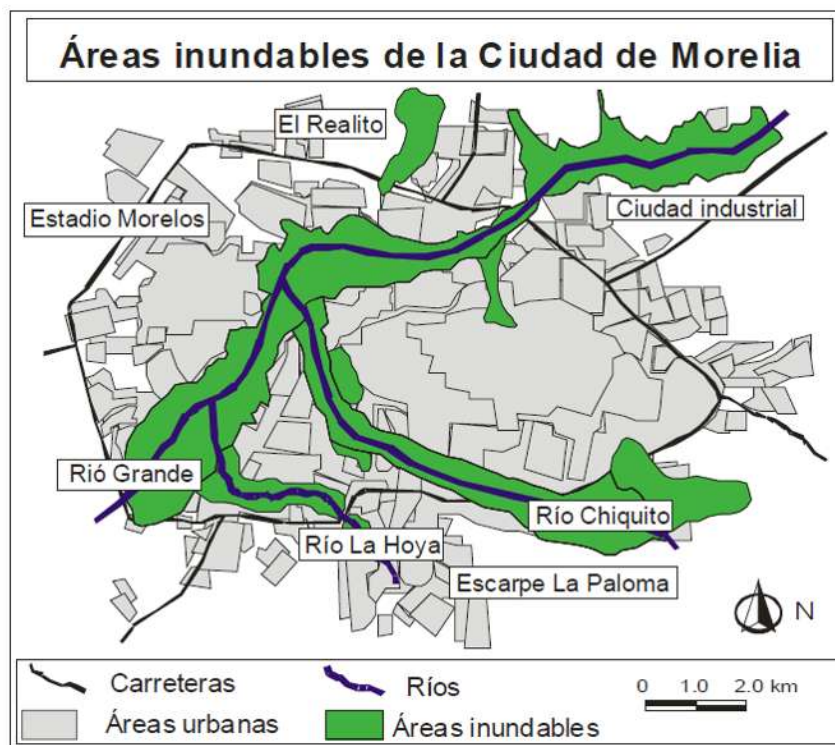 Áreas inundables de la Ciudad de Morelia
El Realito
Estadio Morelos
Ciudad industrial
Rió Grande
Río Chiquito
Río La Hoya
Escarpe La Paloma
N
Carreteras
Ríos
0 1.0 2.0 km
Áreas urbanas
Áreas inundables